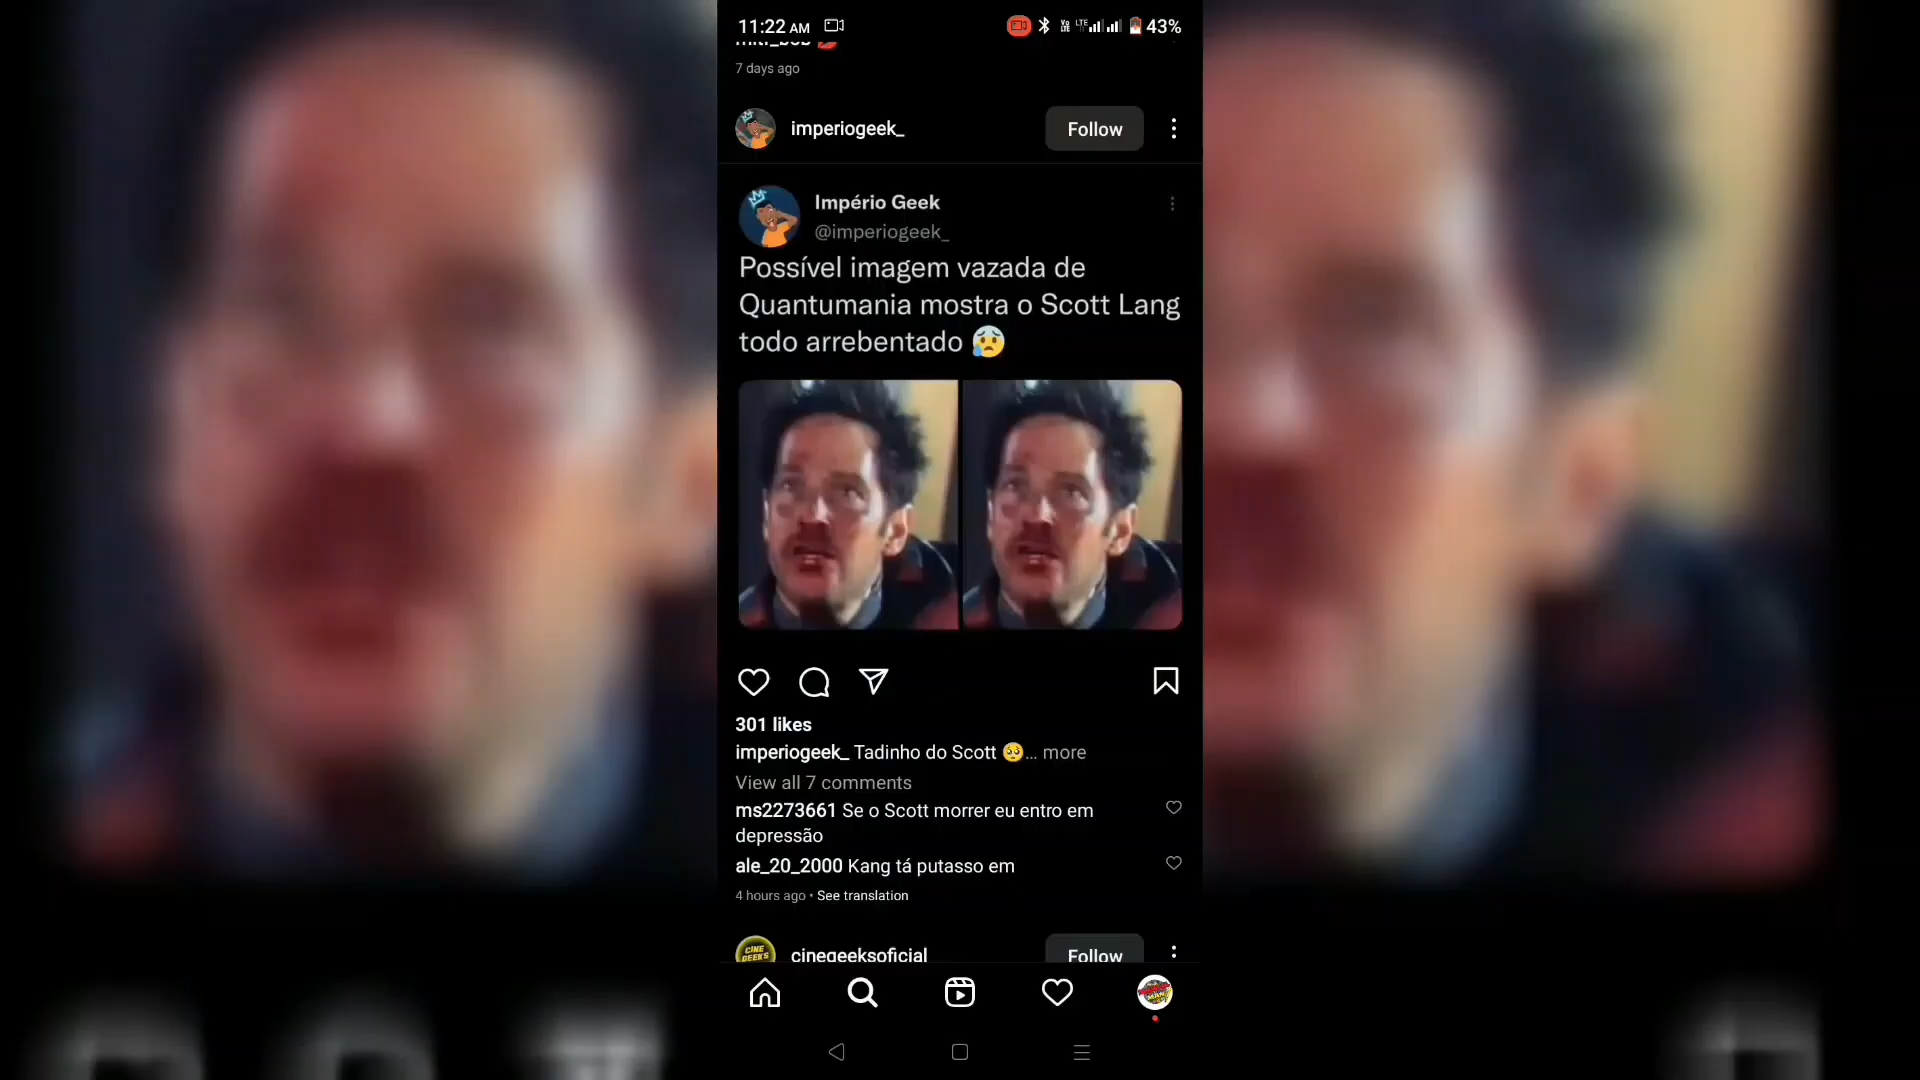 11:22 AM
43%
7 days ago
imperiogeek_
Follow
Império Geek
@imperiogeek_
Possível imagem vazada de
Quantumania mostra o Scott Lang
todo arrebentado 😰
301 likes
imperiogeek_ Tadinho do Scott 🥺... more
View all 7 comments
ms2273661 Se o Scott morrer eu entro em
depressão
ale_20_2000 Kang tá putasso em
4 hours ago • See translation
CINE
GEEKS
cinegeeksoficial
Follow